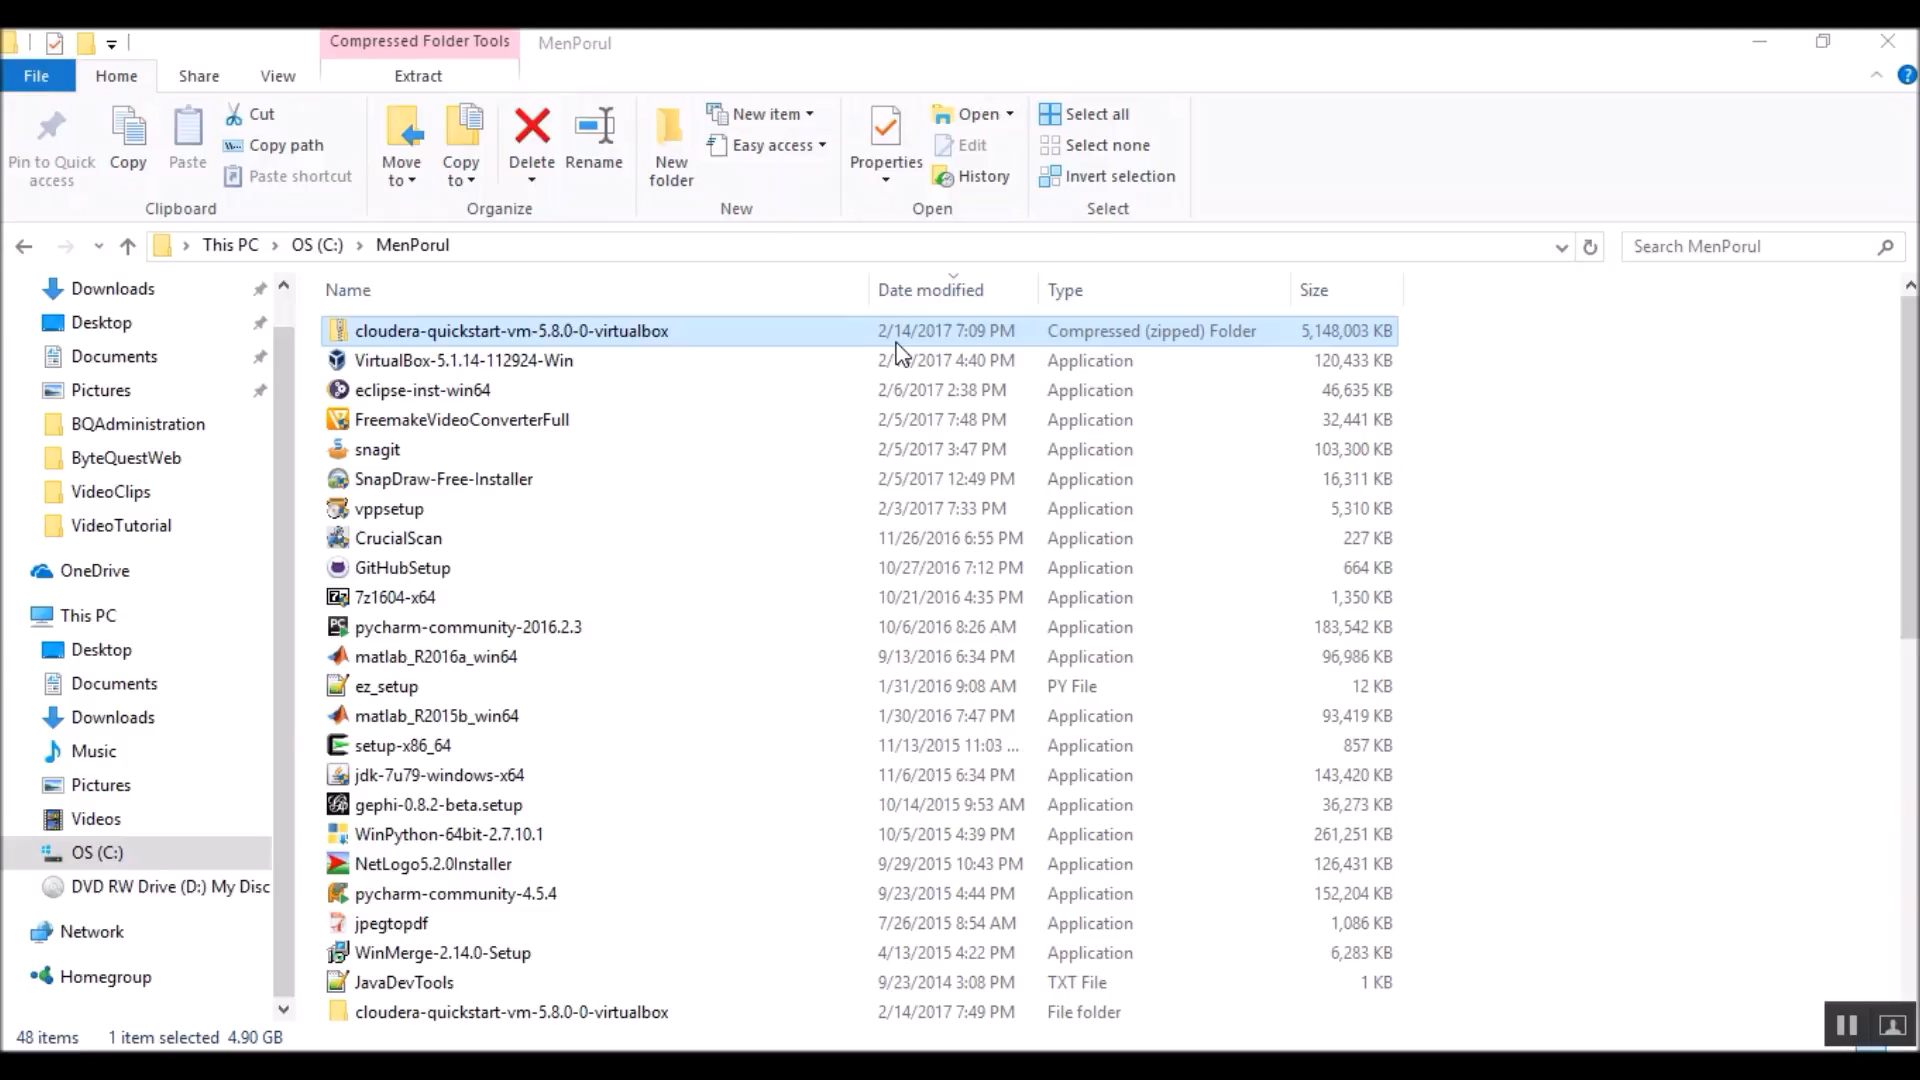 Compressed Folder Tools MenPorul
File Home Share View Extract
Pin to Quick access
Copy
Paste
Cut
Copy path
Paste shortcut
Clipboard
Move to
Copy to
Delete
Rename
Organize
New folder
New item
Easy access
New
Properties
Open
Edit
History
Open
Select all
Select none
Invert selection
Select
This PC > OS (C:) > MenPorul
Search MenPorul
Downloads
Desktop
Documents
Pictures
BQAdministration
ByteQuestWeb
VideoClips
VideoTutorial
OneDrive
This PC
Desktop
Documents
Downloads
Music
Pictures
Videos
OS (C:)
DVD RW Drive (D:) My Disc
Network
Homegroup
Name Date modified Type Size
cloudera-quickstart-vm-5.8.0-0-virtualbox 2/14/2017 7:09 PM Compressed (zipped) Folder 5,148,003 KB
VirtualBox-5.1.14-112924-Win 4:40 PM Application 120,433 KB
eclipse-inst-win64 2/6/2017 2:38 PM Application 46,635 KB
FreemakeVideoConverterFull 2/5/2017 7:48 PM Application 32,441 KB
snagit 2/5/2017 3:47 PM Application 103,300 KB
SnapDraw-Free-Installer 2/5/2017 12:49 PM Application 16,311 KB
vppsetup 2/3/2017 7:33 PM Application 5,310 KB
CrucialScan 11/26/2016 6:55 PM Application 227 KB
GitHubSetup 10/27/2016 7:12 PM Application 664 KB
7z1604-x64 10/21/2016 4:35 PM Application 1,350 KB
pycharm-community-2016.2.3 10/6/2016 8:26 AM Application 183,542 KB
matlab_R2016a_win64 9/13/2016 6:34 PM Application 96,986 KB
ez_setup 1/31/2016 9:08 AM PY File 12 KB
matlab_R2015b_win64 1/30/2016 7:47 PM Application 93,419 KB
setup-x86_64 11/13/2015 11:03 ... Application 857 KB
jdk-7u79-windows-x64 11/6/2015 6:34 PM Application 143,420 KB
gephi-0.8.2-beta.setup 10/14/2015 9:53 AM Application 36,273 KB
WinPython-64bit-2.7.10.1 10/5/2015 4:39 PM Application 261,251 KB
NetLogo5.2.0Installer 9/29/2015 10:43 PM Application 126,431 KB
pycharm-community-4.5.4 9/23/2015 4:44 PM Application 152,204 KB
jpegtopdf 7/26/2015 8:54 AM Application 1,086 KB
WinMerge-2.14.0-Setup 4/13/2015 4:22 PM Application 6,283 KB
JavaDevTools 9/23/2014 3:08 PM TXT File 1 KB
cloudera-quickstart-vm-5.8.0-0-virtualbox 2/14/2017 7:49 PM File folder
48 items 1 item selected 4.90 GB